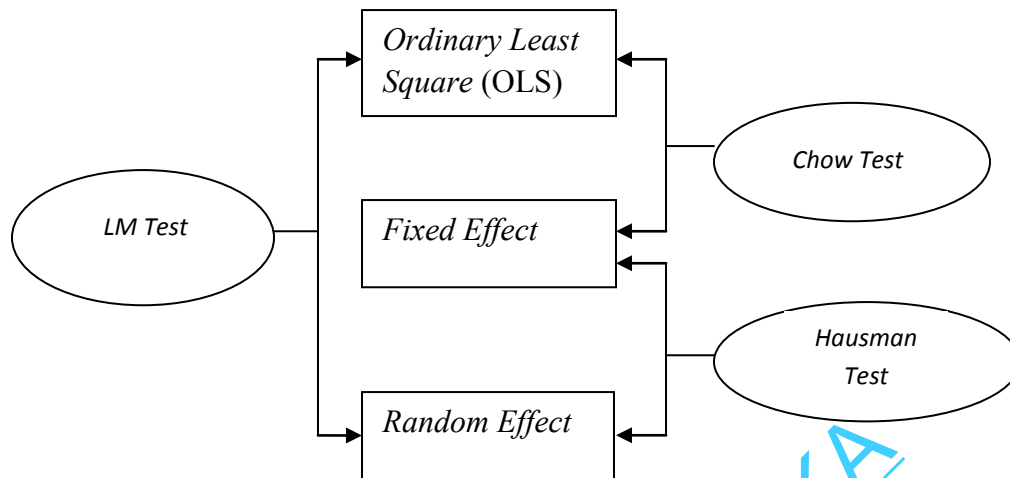 Ordinary Least
Square (OLS)
Chow Test
LM Test
Fixed Effect
Hausman
Test
Random Effect